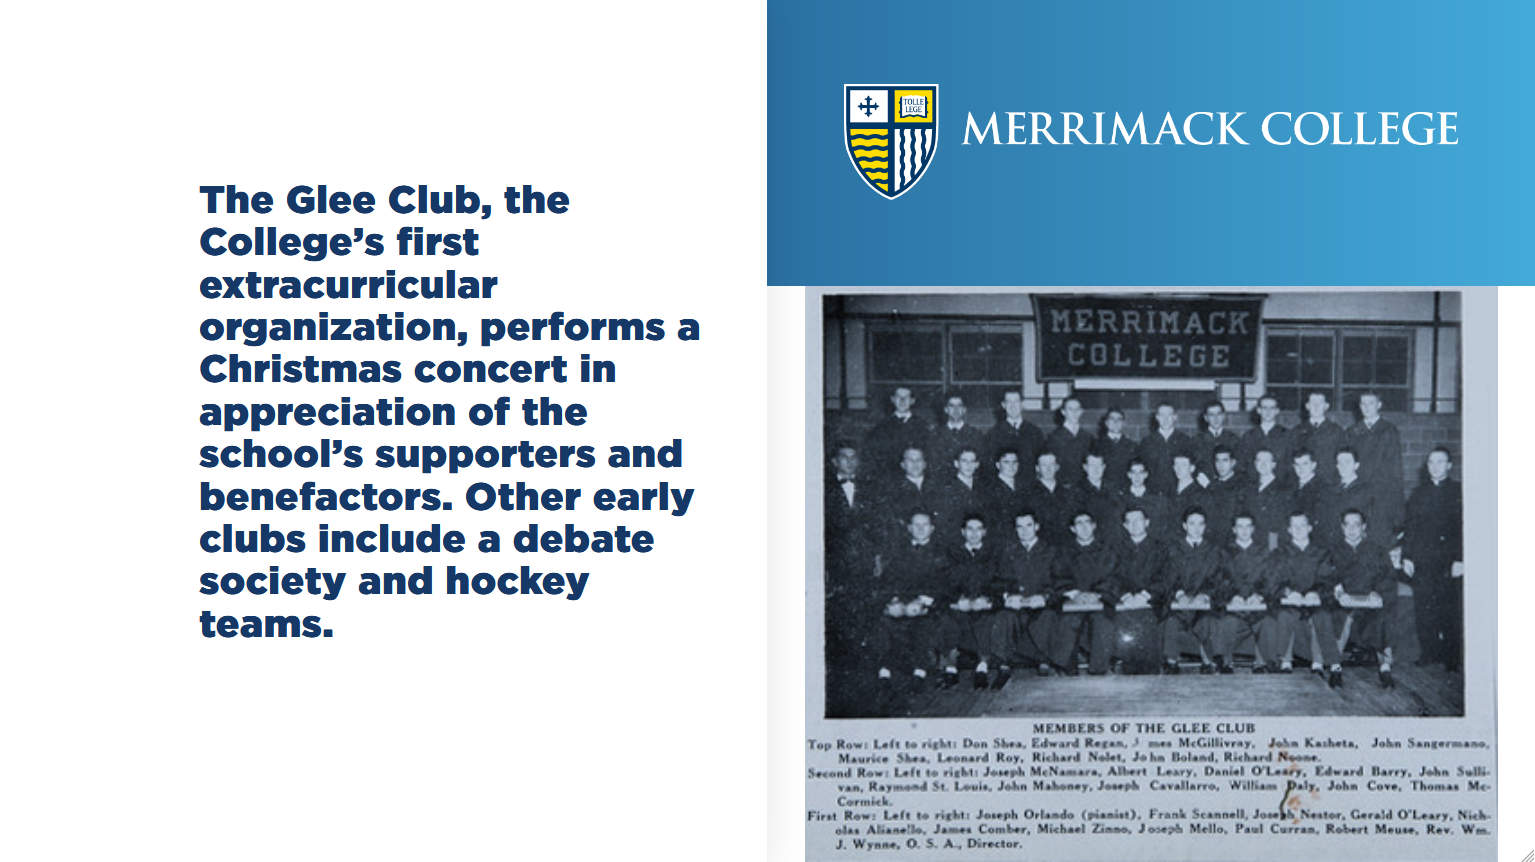 The Glee Club, the
College’s first
extracurricular
organization, performs a
Christmas concert in
appreciation of the
school’s supporters and
benefactors. Other early
clubs include a debate
society and hockey
teams.
TOLLE
LEGE
MERRIMACK COLLEGE
MERRIMACK
COLLEGE
MEMBERS OF THE GLEE CLUB
Top Row: Left to right: Don Shea, Edward Regan, J mes McGillivray, John Kasheta, John Sangermano,
Maurice Shea, Leonard Roy, Richard Nolet, John Boland, Richard Noone.
Second Row: Left to right: Joseph McNamara, Albert Leary, Daniel O'Leary, Edward Barry, John Sulli-
van, Raymond St. Louis, John Mahoney, Joseph Cavallarro, William Daly, John Cove, Thomas Mc-
Cormick.
First Row: Left to right: Joseph Orlando (pianist), Frank Scannell, Joseph Nestor, Gerald O'Leary, Nich-
olas Alianello, James Comber, Michael Zinno, Joseph Mello, Paul Curran, Robert Meuse, Rev. Wm.
J. Wynne, O. S. A., Director.